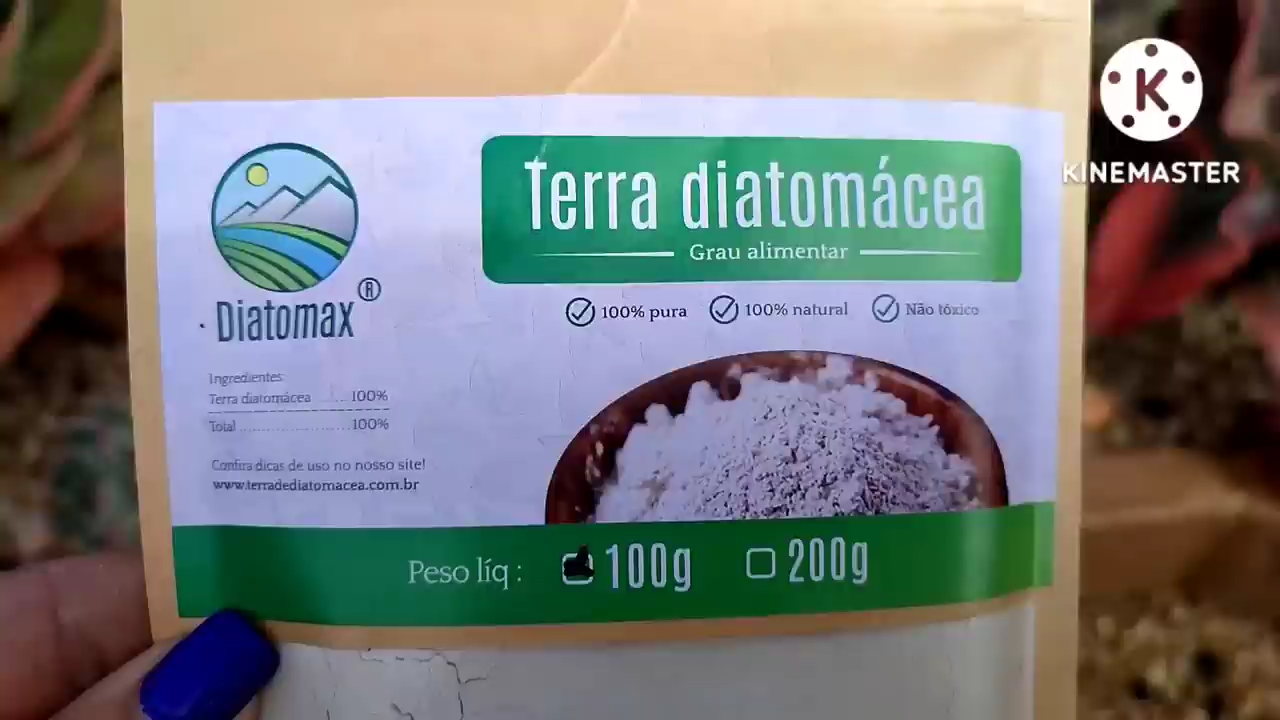 K
KINEMASTER
Terra diatomácea
Grau alimentar
100% pura 100% natural Não tóxico
Diatomax®
Ingredientes:
Terra diatomácea ...... 100%
Total ...................... 100%
Confira dicas de uso no nosso site!
www.terradediatomacea.com.br
Peso líq : 100g 200g